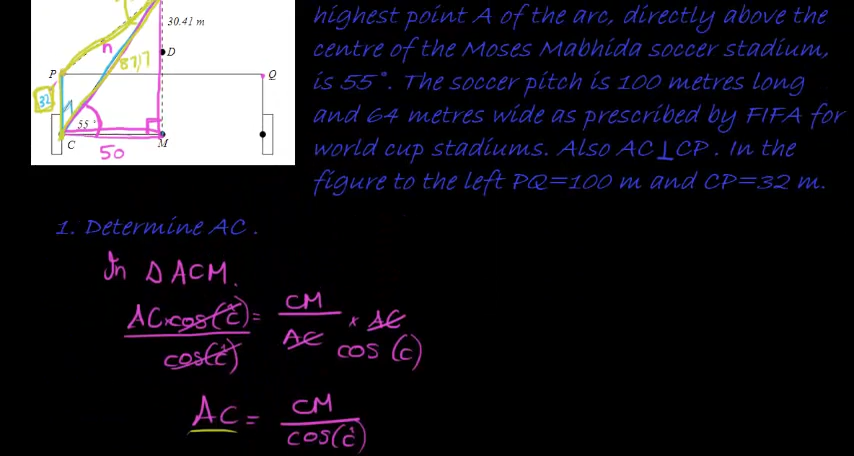 30.41 m
D
n
87,17
P
Q
32
55°
C
M
50
highest point A of the arc, directly above the
centre of the Moses Mabhida soccer stadium,
is 55°. The soccer pitch is 100 metres long
and 64 metres wide as prescribed by FIFA for
world cup stadiums. Also AC⊥CP. In the
figure to the left PQ=100 m and CP=32 m.
1. Determine AC.
In Δ ACM.
AC×cos(ĉ) = CM × AC
cos(ĉ) AC cos (c)
AC = CM
cos(ĉ)